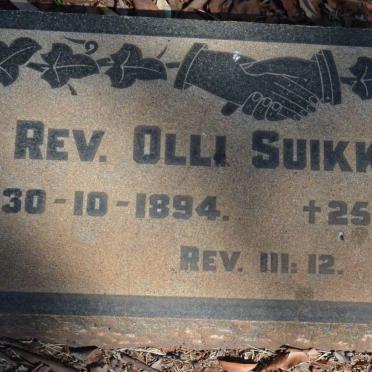 REV. OLLI SUIKK
30-10-1894. †25
REV. III: 12.